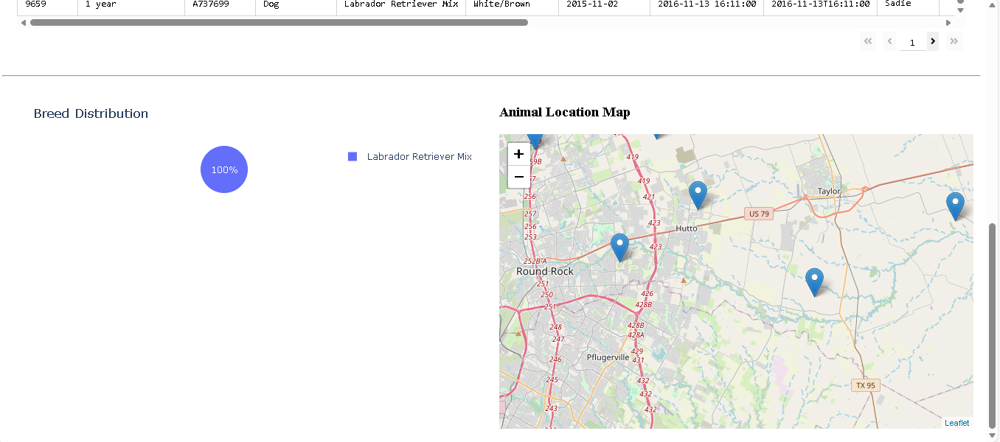 9659 1 year A737699 Dog Labrador Retriever Mix White/Brown 2015-11-02 2016-11-13 16:11:00 2016-11-13T16:11:00 Sadie
« ‹ 1 › »
Breed Distribution
100%
Labrador Retriever Mix
Animal Location Map
+
−
419
419
421
256
257
256
253
423
423
252B-A
251
250
251
426
428B
428B
428A
248
247
429
431
246
245
432
432
243
432
US 79
Taylor
Hutto
Round Rock
Pflugerville
TX 95
Leaflet